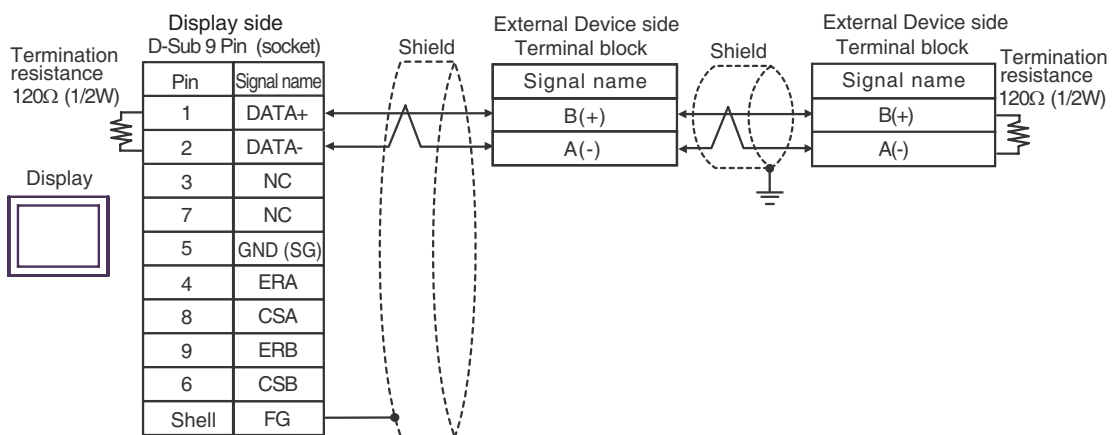 Display side
D-Sub 9 Pin (socket)
Termination
resistance
120Ω (1/2W)
Pin Signal name
1 DATA+
2 DATA-
3 NC
7 NC
5 GND (SG)
4 ERA
8 CSA
9 ERB
6 CSB
Shell FG
Display
Shield
External Device side
Terminal block
Signal name
B(+)
A(-)
Shield
External Device side
Terminal block
Signal name
B(+)
A(-)
Termination
resistance
120Ω (1/2W)